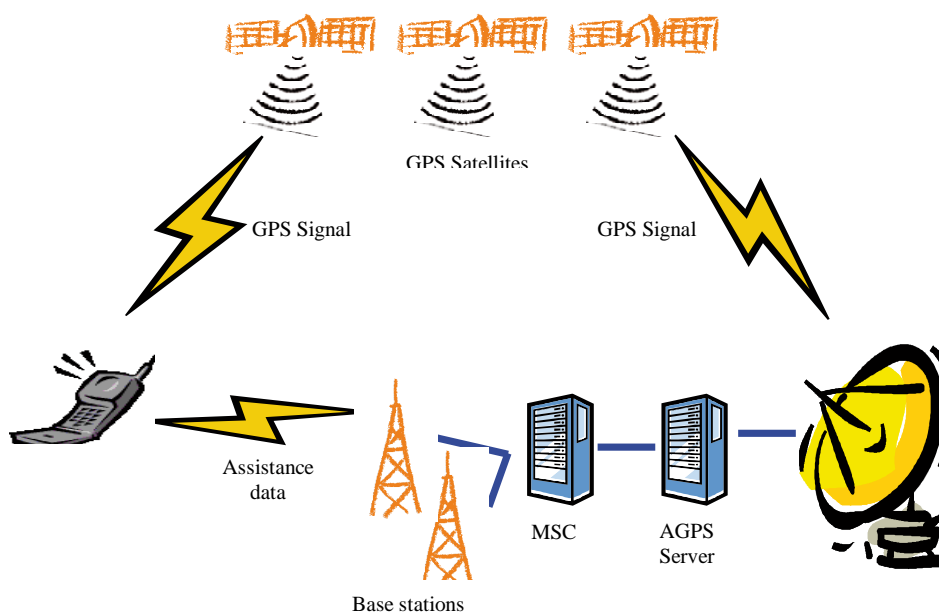 GPS Satellites
GPS Signal
GPS Signal
Assistance
data
MSC
AGPS
Server
Base stations